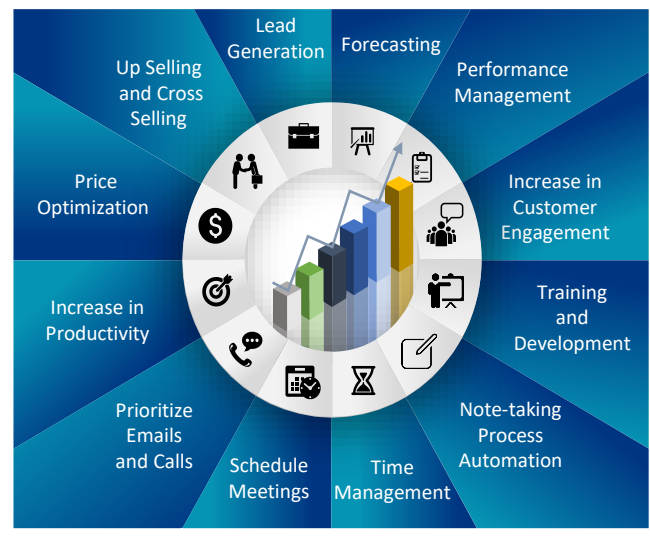 Lead
Generation
Forecasting
Performance
Management
Increase in
Customer
Engagement
Training
and
Development
Note-taking
Process
Automation
Time
Management
Schedule
Meetings
Prioritize
Emails
and Calls
Increase in
Productivity
Price
Optimization
Up Selling
and Cross
Selling
$